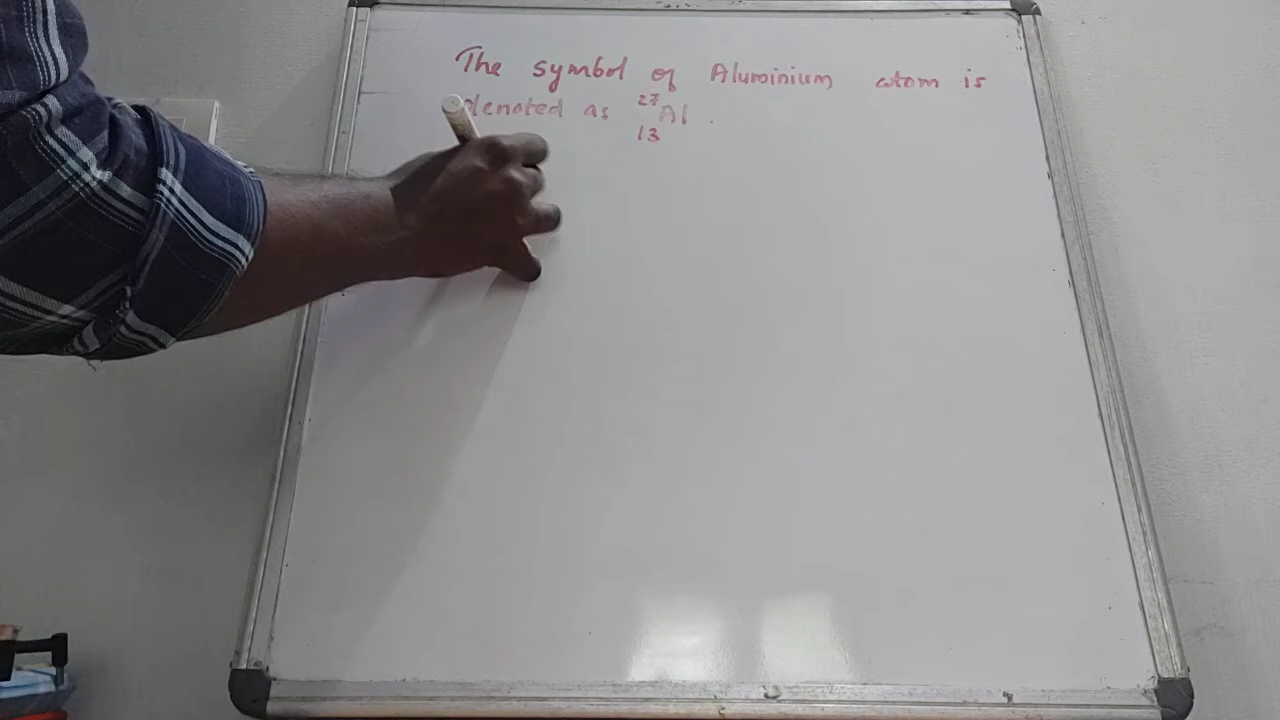 The symbol of Aluminium atom is
denoted as ²⁷₁₃Al .